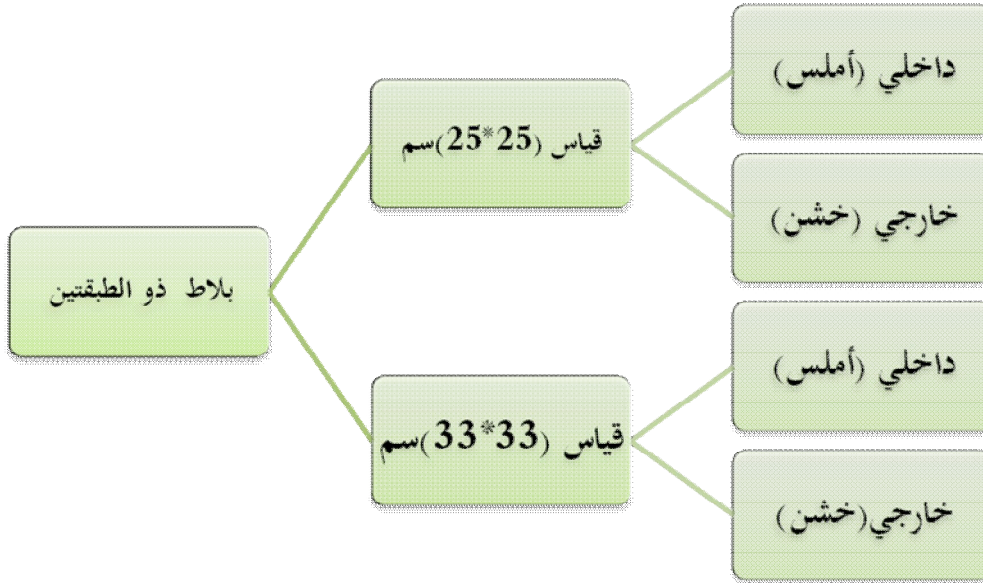 بلاط ذو الطبقتين
قياس (25*25)سم
داخلي (أملس)
خارجي (خشن)
قياس (33*33)سم
داخلي (أملس)
خارجي(خشن)